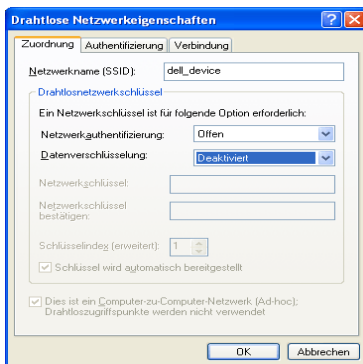 Drahtlose Netzwerkeigenschaften
Zuordnung Authentifizierung Verbindung
Netzwerkname (SSID): dell_device
Drahtlosnetzwerkschlüssel
Ein Netzwerkschlüssel ist für folgende Option erforderlich:
Netzwerkauthentifizierung: Offen
Datenverschlüsselung: Deaktiviert
Netzwerkschlüssel:
Netzwerkschlüssel
bestätigen:
Schlüsselindex (erweitert): 1
Schlüssel wird automatisch bereitgestellt
Dies ist ein Computer-zu-Computer-Netzwerk (Ad-hoc);
Drahtloszugriffspunkte werden nicht verwendet
OK Abbrechen